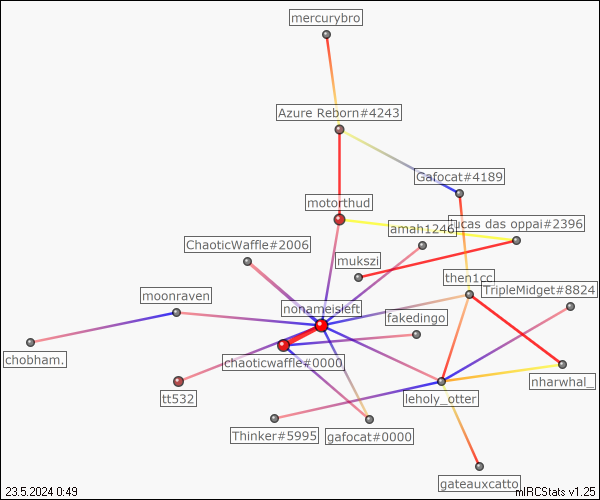 mercurybro
Azure Reborn#4243
Gafocat#4189
motorthud
lucas das oppai#2396
amah1246
ChaoticWaffle#2006
mukszi
then1cc
TripleMidget#8824
moonraven
nonameisleft
fakedingo
chobham.
chaoticwaffle#0000
nharwhal_
tt532
leholy_otter
Thinker#5995
gafocat#0000
gateauxcatto
23.5.2024 0:49
mIRCStats v1.25